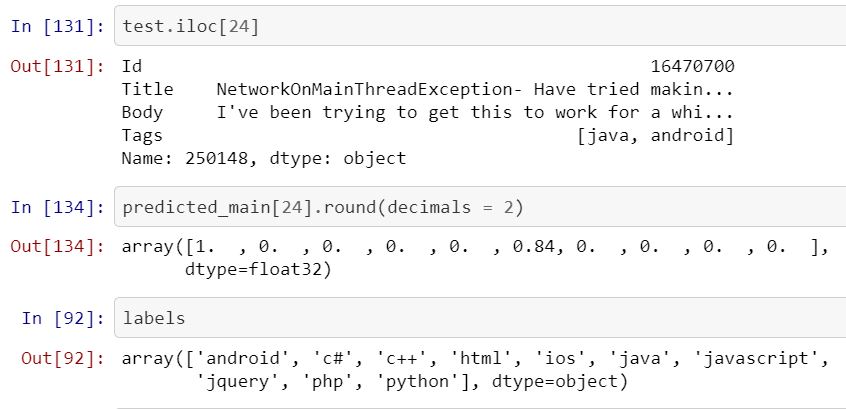 In [131]: test.iloc[24]
Out[131]: Id 16470700
Title NetworkOnMainThreadException- Have tried makin...
Body I've been trying to get this to work for a whi...
Tags [java, android]
Name: 250148, dtype: object
In [134]: predicted_main[24].round(decimals = 2)
Out[134]: array([1. , 0. , 0. , 0. , 0. , 0.84, 0. , 0. , 0. , 0. ],
dtype=float32)
In [92]: labels
Out[92]: array(['android', 'c#', 'c++', 'html', 'ios', 'java', 'javascript',
'jquery', 'php', 'python'], dtype=object)